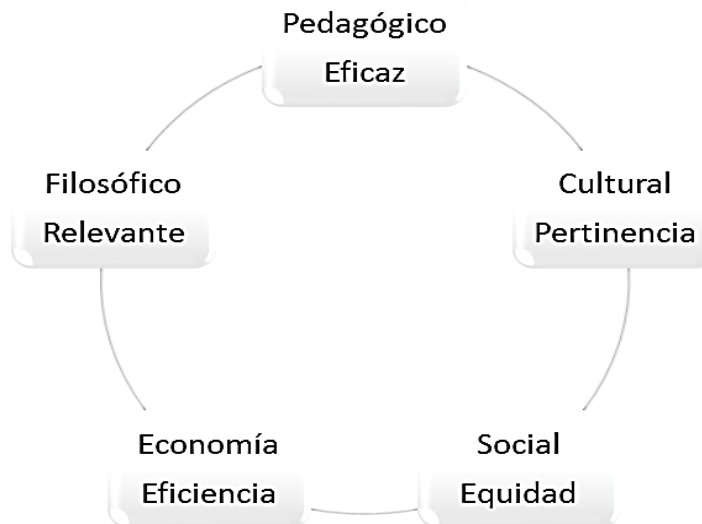 Pedagógico
Eficaz
Filosófico
Relevante
Cultural
Pertinencia
Economía
Eficiencia
Social
Equidad